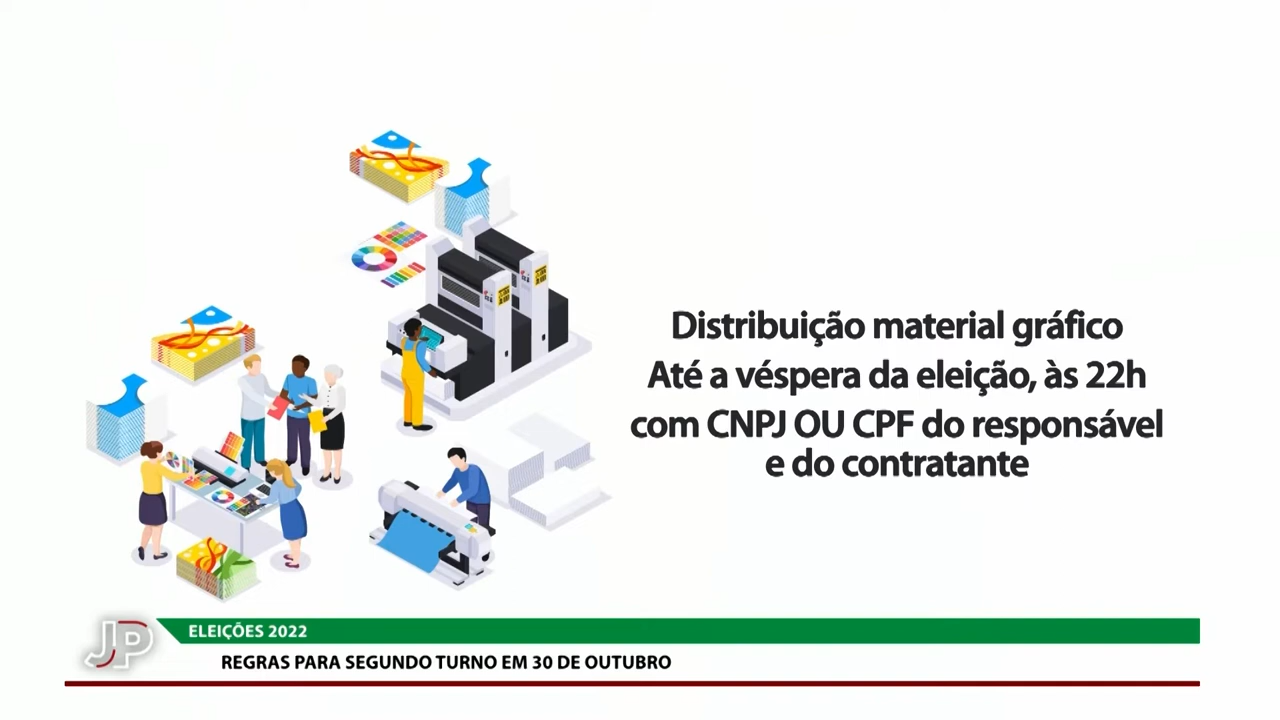 Distribuição material gráfico
Até a véspera da eleição, às 22h
com CNPJ OU CPF do responsável
e do contratante
JP
ELEIÇÕES 2022
REGRAS PARA SEGUNDO TURNO EM 30 DE OUTUBRO